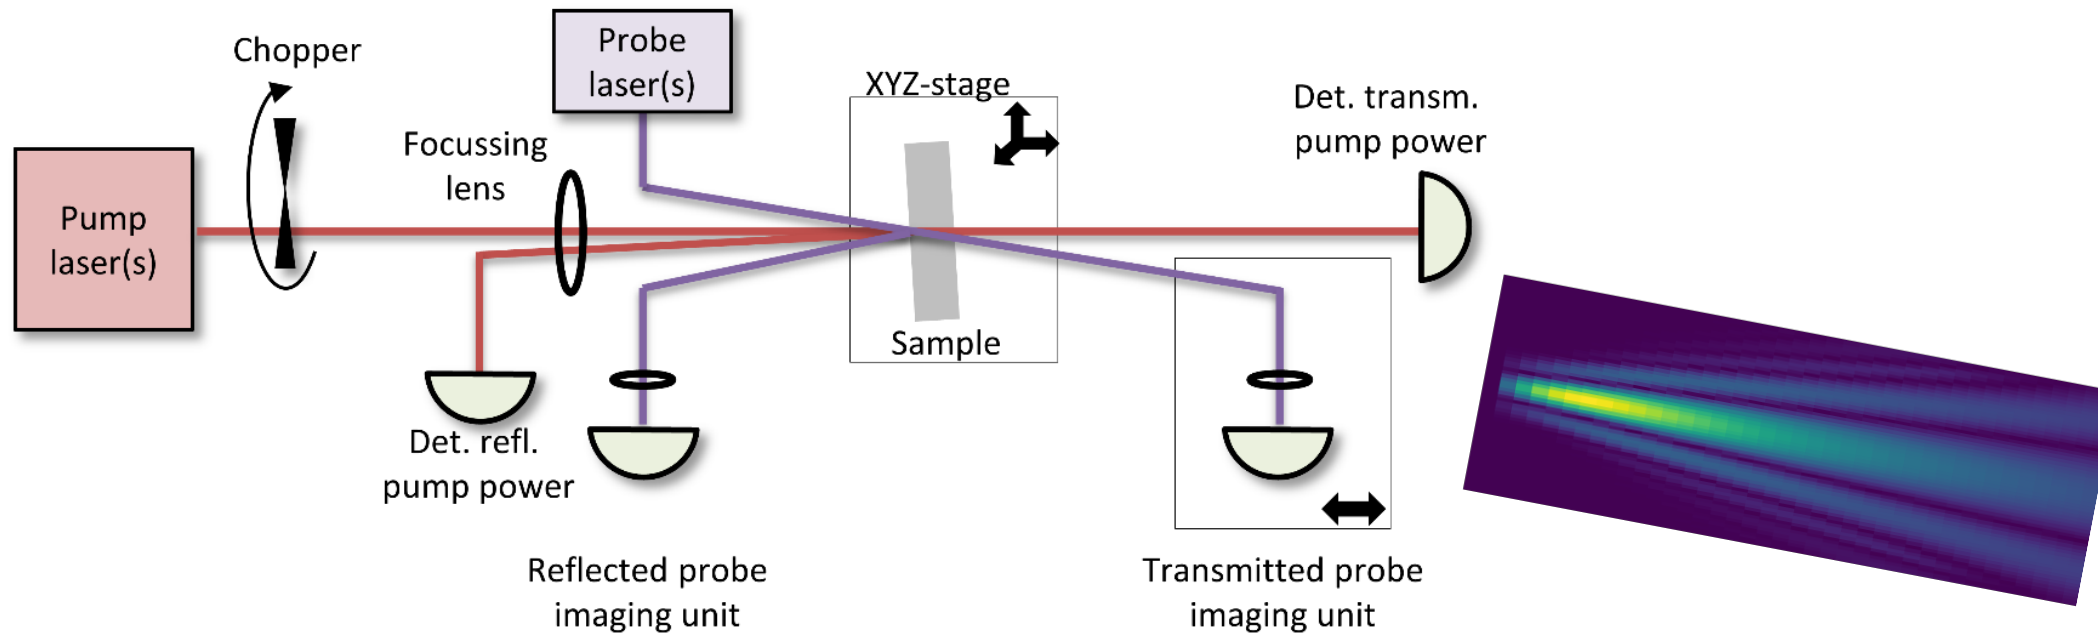 Chopper
Probe
laser(s)
XYZ-stage
Det. transm.
pump power
Focussing
lens
Pump
laser(s)
Sample
Det. refl.
pump power
Reflected probe
imaging unit
Transmitted probe
imaging unit